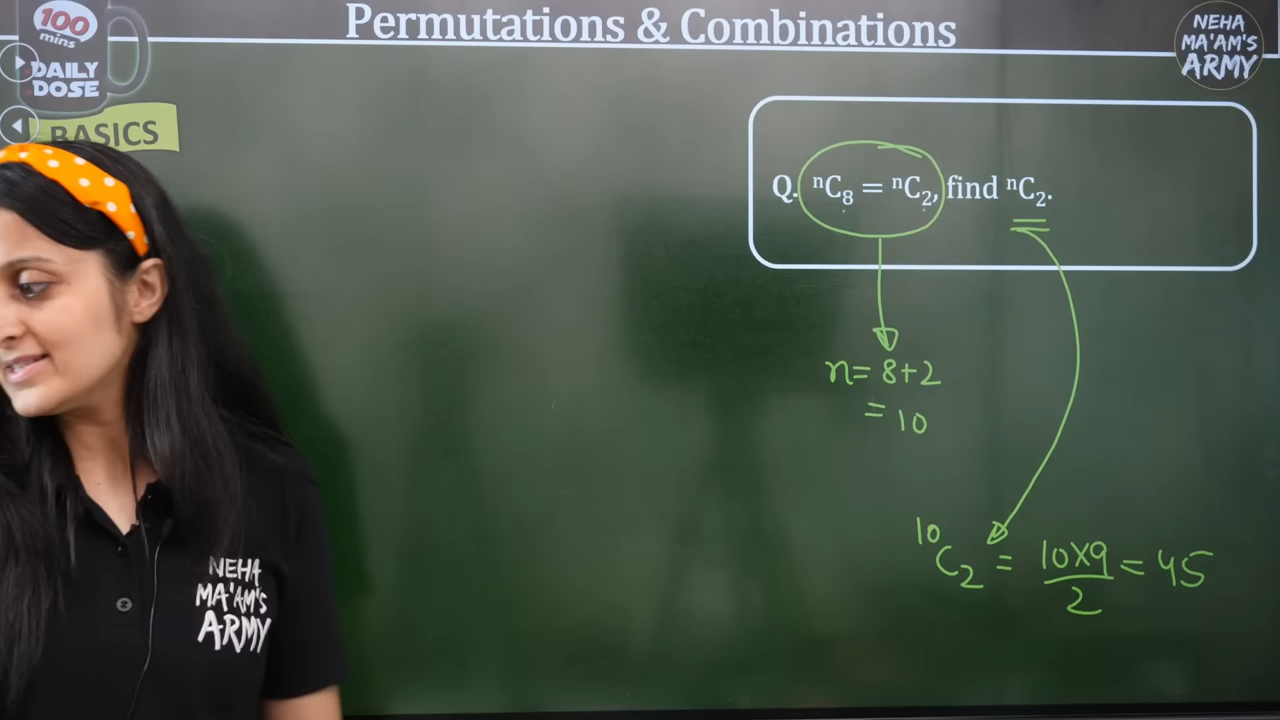 100
mins
DAILY
DOSE
Permutations & Combinations
NEHA
MA'AM'S
ARMY
BASICS
Q. ⁿC₈ = ⁿC₂, find ⁿC₂.
n = 8+2
= 10
¹⁰C₂ = 10×9/2 = 45
NEHA
MA'AM'S
ARMY